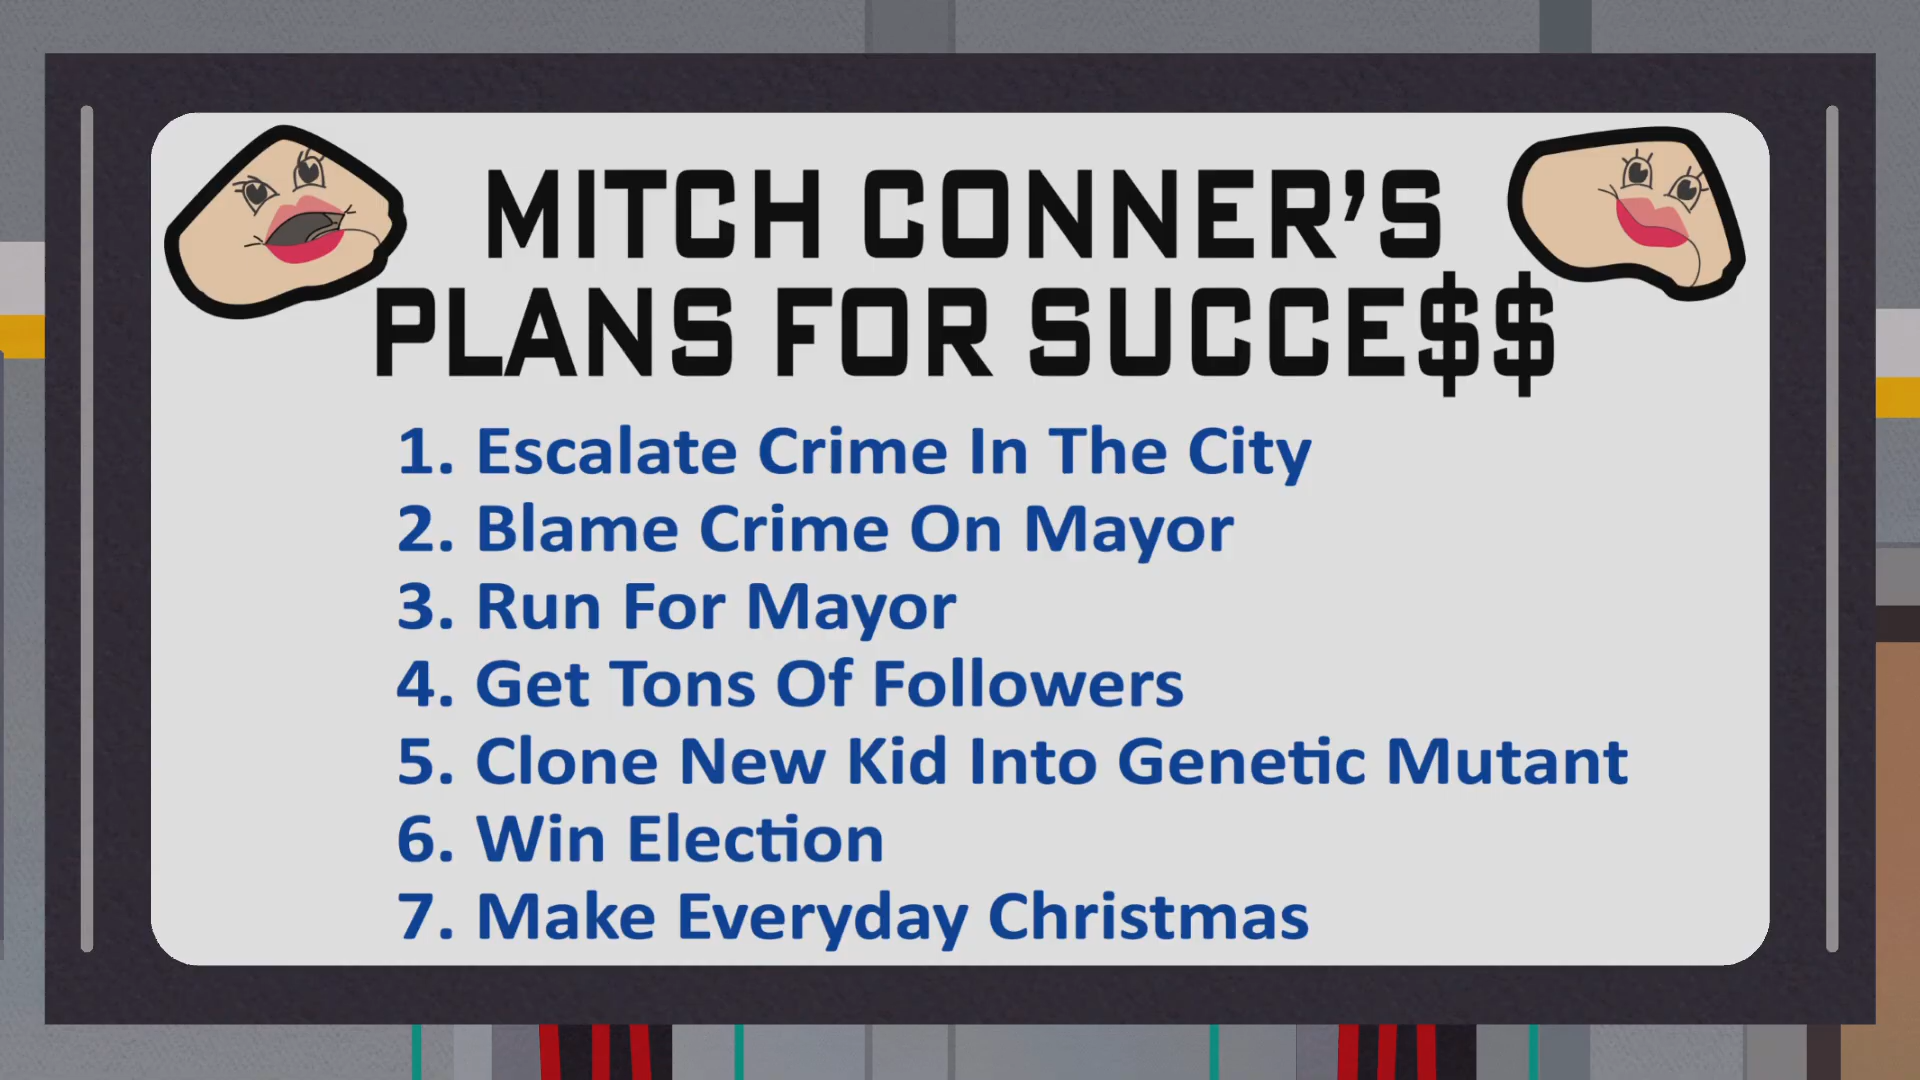 MITCH CONNER'S
PLANS FOR SUCCE$$
1. Escalate Crime In The City
2. Blame Crime On Mayor
3. Run For Mayor
4. Get Tons Of Followers
5. Clone New Kid Into Genetic Mutant
6. Win Election
7. Make Everyday Christmas